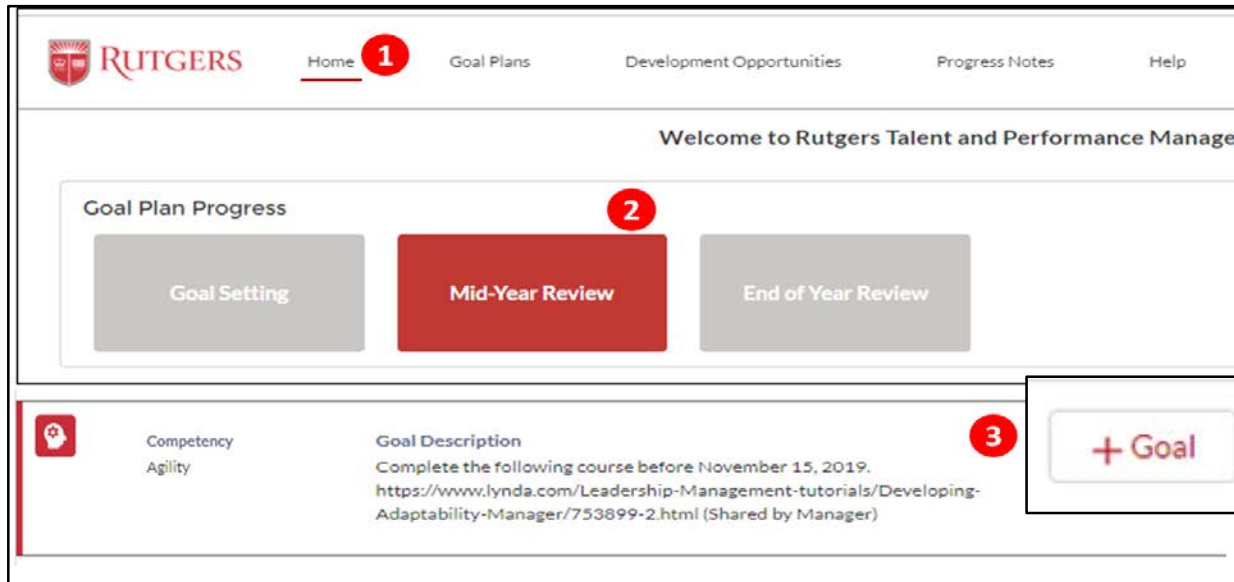 RUTGERS Home 1 Goal Plans Development Opportunities Progress Notes Help
Welcome to Rutgers Talent and Performance Manage
Goal Plan Progress
2
Goal Setting Mid-Year Review End of Year Review
Competency Goal Description
Agility Complete the following course before November 15, 2019.
https://www.lynda.com/Leadership-Management-tutorials/Developing-
Adaptability-Manager/753899-2.html (Shared by Manager)
3 + Goal